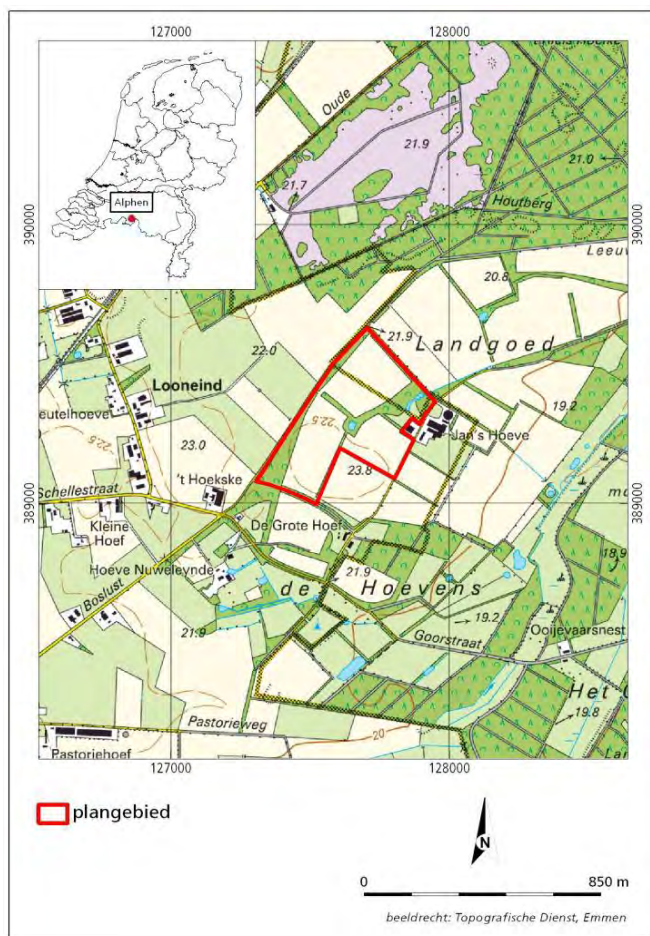 127000
128000
Alphen
Oude
21.9
21.0
21.7
Houtberg
390000
390000
Leeuw
20.8
21.9
Landgoed
22.0
Looneind
22.5
19.2
eutelhoeve
22.5
23.0
Jan's Hoeve
't Hoekske
23.8
Schellestraat
389000
389000
Kleine
Hoef
De Grote Hoef
18.9
Hoeve Nuweleynde
21.9
de Hoevens
Boslust
19.2
Goorstraat
Ooijevaarsnest
21.9
Het
19.8
Pastorieweg
20
Pastoriehoef
127000
128000
plangebied
N
0
850 m
beeldrecht: Topografische Dienst, Emmen